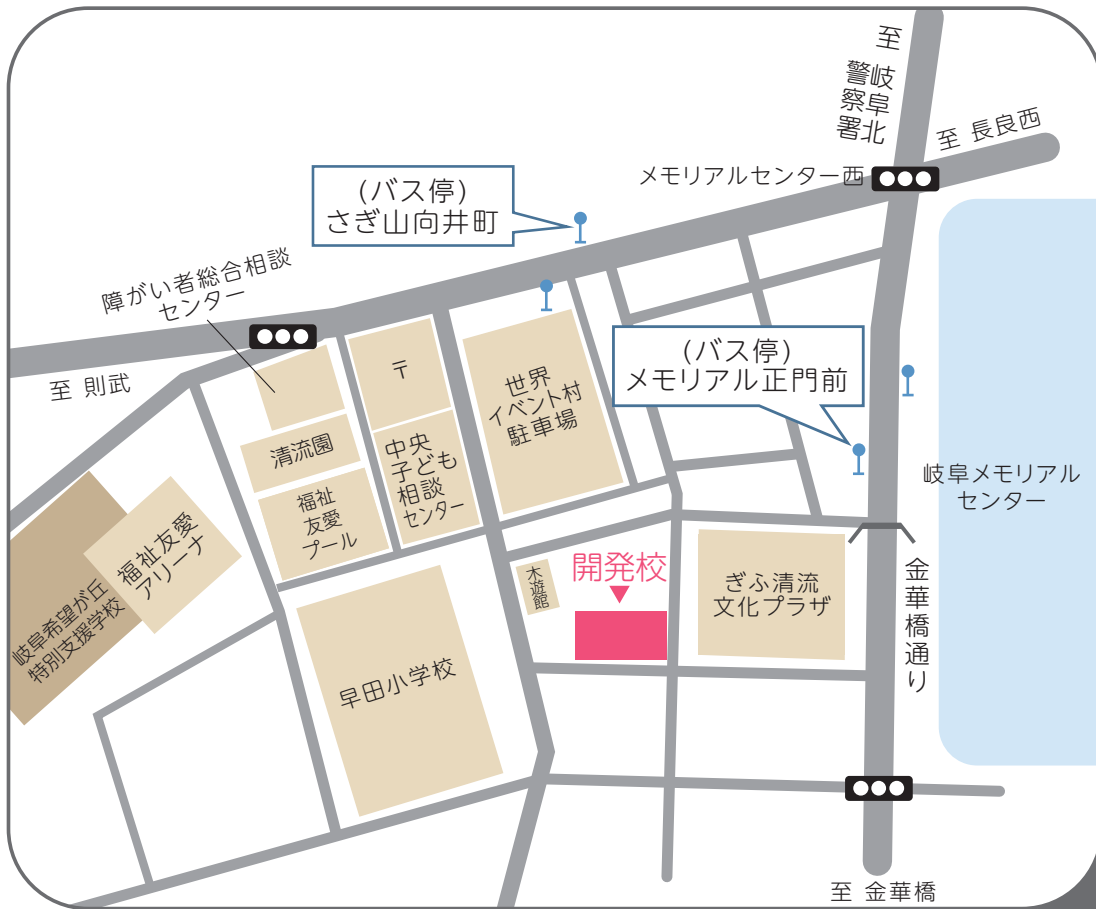 至 岐阜北
警察署
至 長良西
メモリアルセンター西
(バス停)
さぎ山向井町
障がい者総合相談
センター
至 則武
〒
世界
イベント村
駐車場
(バス停)
メモリアル正門前
清流園
中央
子ども
相談
センター
福祉
友愛
プール
岐阜メモリアル
センター
福祉友愛
アリーナ
岐阜希望が丘
特別支援学校
木遊館
開発校
ぎふ清流
文化プラザ
金華橋通り
早田小学校
至 金華橋